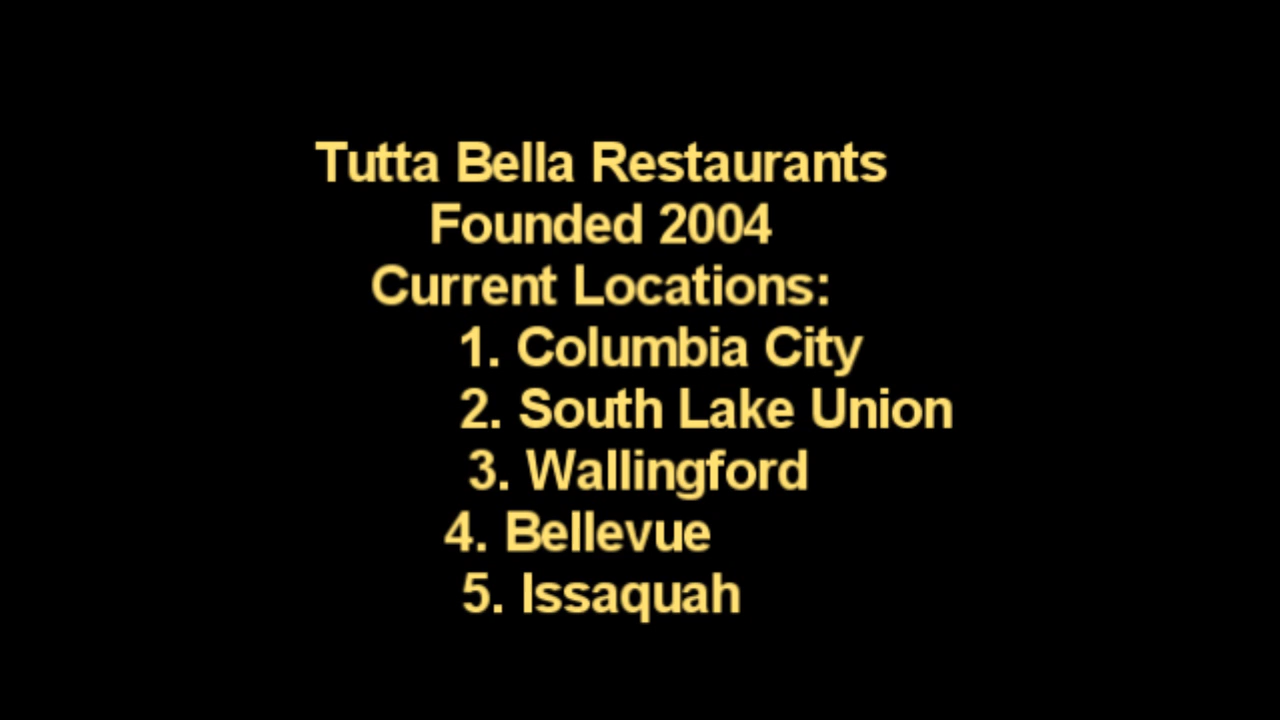 Tutta Bella Restaurants
Founded 2004
Current Locations:
1. Columbia City
2. South Lake Union
3. Wallingford
4. Bellevue
5. Issaquah